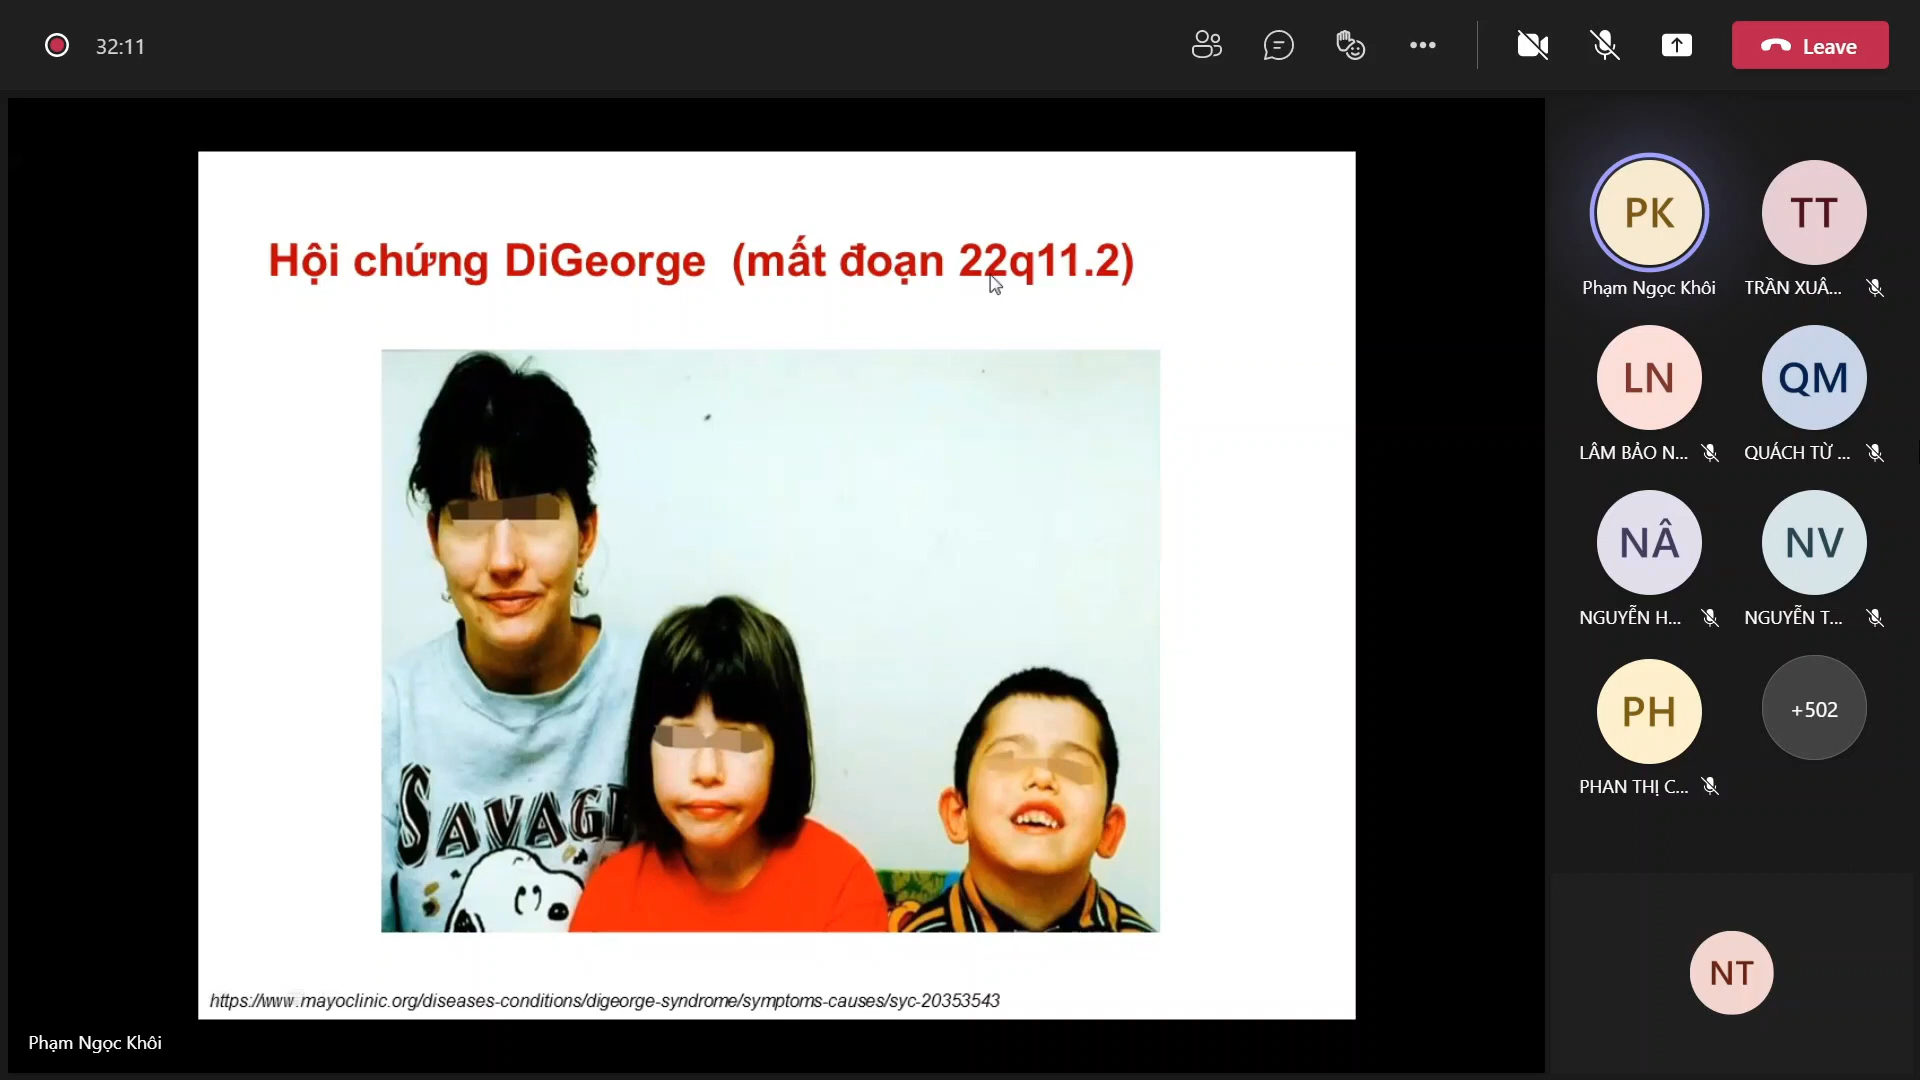 32:11
Leave
Hội chứng DiGeorge (mất đoạn 22q11.2)
SAVAGE
https://www.mayoclinic.org/diseases-conditions/digeorge-syndrome/symptoms-causes/syc-20353543
Phạm Ngọc Khôi
PK
TT
Phạm Ngọc Khôi
TRẦN XUÂ...
LN
QM
LÂM BẢO N...
QUÁCH TỪ ...
NÂ
NV
NGUYỄN H...
NGUYỄN T...
PH
+502
PHAN THỊ C...
NT